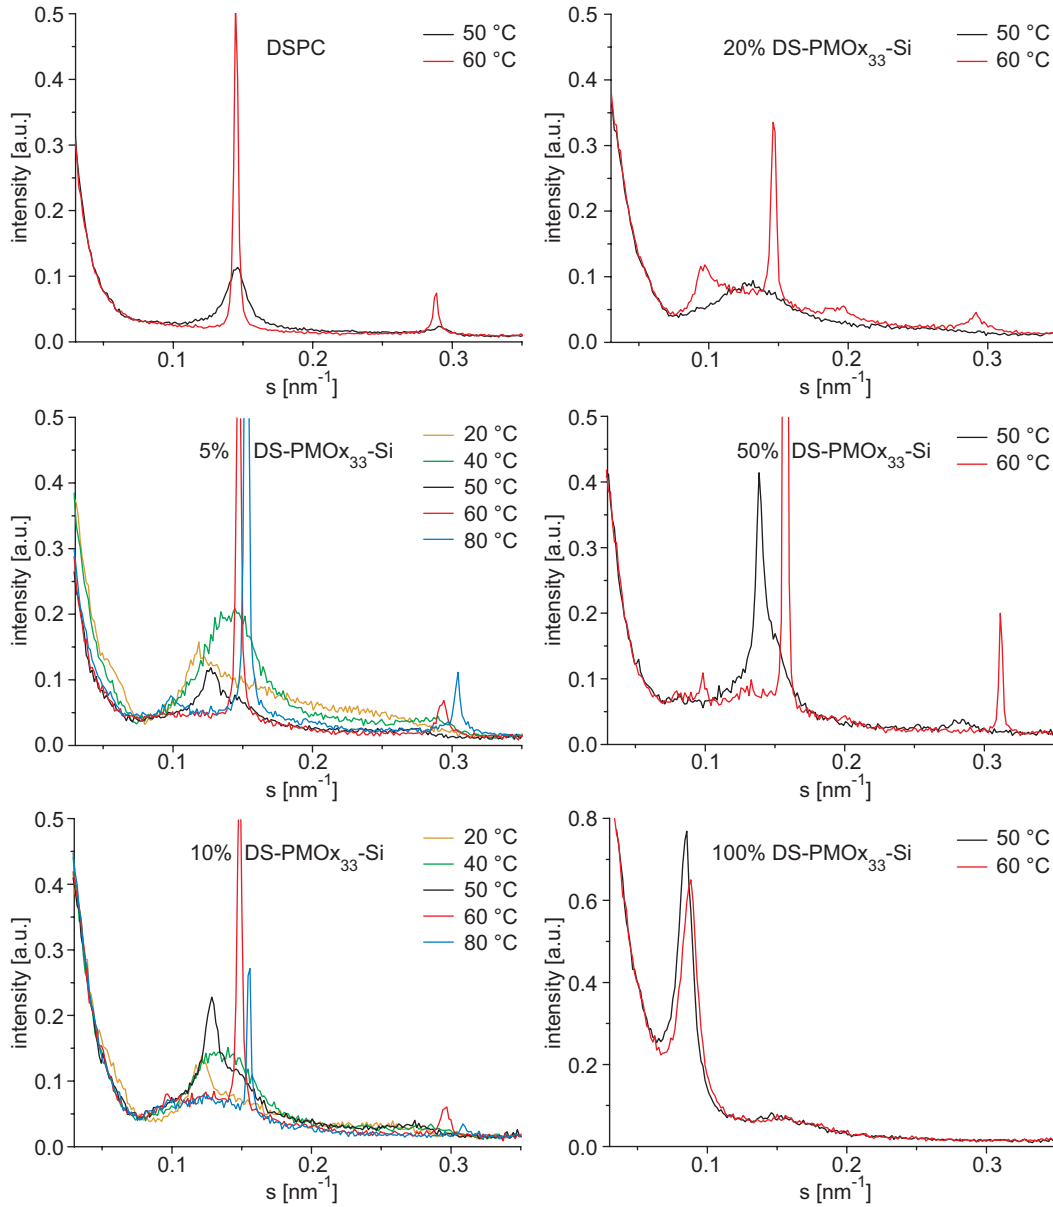 DSPC
50 °C
60 °C
0.5
0.4
0.3
0.2
0.1
0.0
intensity [a.u.]
0.1 0.2 0.3
s [nm⁻¹]
20% DS-PMOx₃₃-Si
50 °C
60 °C
0.5
0.4
0.3
0.2
0.1
0.0
intensity [a.u.]
0.1 0.2 0.3
s [nm⁻¹]
5% DS-PMOx₃₃-Si
20 °C
40 °C
50 °C
60 °C
80 °C
0.5
0.4
0.3
0.2
0.1
0.0
intensity [a.u.]
0.1 0.2 0.3
s [nm⁻¹]
50% DS-PMOx₃₃-Si
50 °C
60 °C
0.5
0.4
0.3
0.2
0.1
0.0
intensity [a.u.]
0.1 0.2 0.3
s [nm⁻¹]
10% DS-PMOx₃₃-Si
20 °C
40 °C
50 °C
60 °C
80 °C
0.5
0.4
0.3
0.2
0.1
0.0
intensity [a.u.]
0.1 0.2 0.3
s [nm⁻¹]
100% DS-PMOx₃₃-Si
50 °C
60 °C
0.8
0.6
0.4
0.2
0.0
intensity [a.u.]
0.1 0.2 0.3
s [nm⁻¹]